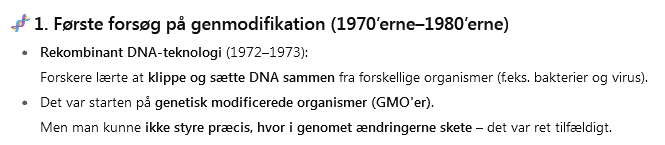 🧬 1. Første forsøg på genmodifikation (1970'erne–1980'erne)
• Rekombinant DNA-teknologi (1972–1973):
Forskere lærte at klippe og sætte DNA sammen fra forskellige organismer (f.eks. bakterier og virus).
• Det var starten på genetisk modificerede organismer (GMO'er).
Men man kunne ikke styre præcis, hvor i genomet ændringerne skete – det var ret tilfældigt.